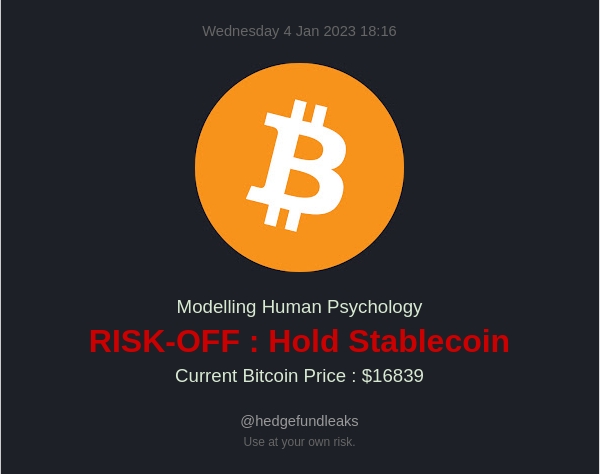 Wednesday 4 Jan 2023 18:16
Modelling Human Psychology
RISK-OFF : Hold Stablecoin
Current Bitcoin Price : $16839
@hedgefundleaks
Use at your own risk.